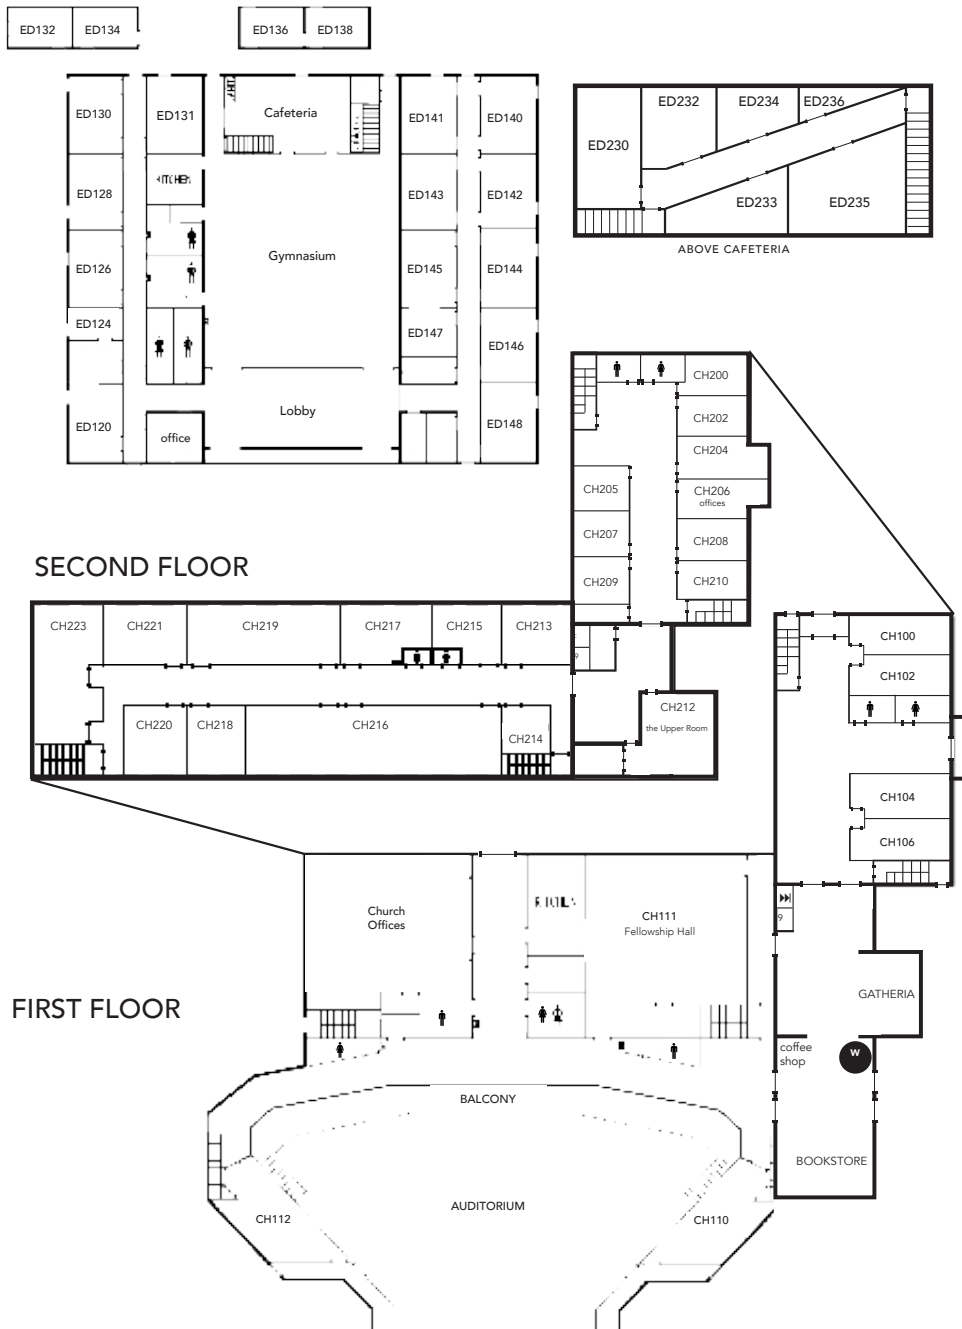 ED132
ED134
ED136
ED138
ED130
ED131
Cafeteria
ED141
ED140
ED128
ED143
ED142
ED126
Gymnasium
ED145
ED144
ED124
ED147
ED146
Lobby
ED120
office
ED148
ED232
ED234
ED236
ED230
ED233
ED235
ABOVE CAFETERIA
CH200
CH202
CH204
CH205
CH206
offices
CH207
CH208
CH209
CH210
SECOND FLOOR
CH223
CH221
CH219
CH217
CH215
CH213
9
CH220
CH218
CH216
CH214
CH212
the Upper Room
CH100
CH102
CH104
CH106
Church
Offices
CH111
Fellowship Hall
9
FIRST FLOOR
GATHERIA
coffee
shop
W
BALCONY
BOOKSTORE
AUDITORIUM
CH112
CH110